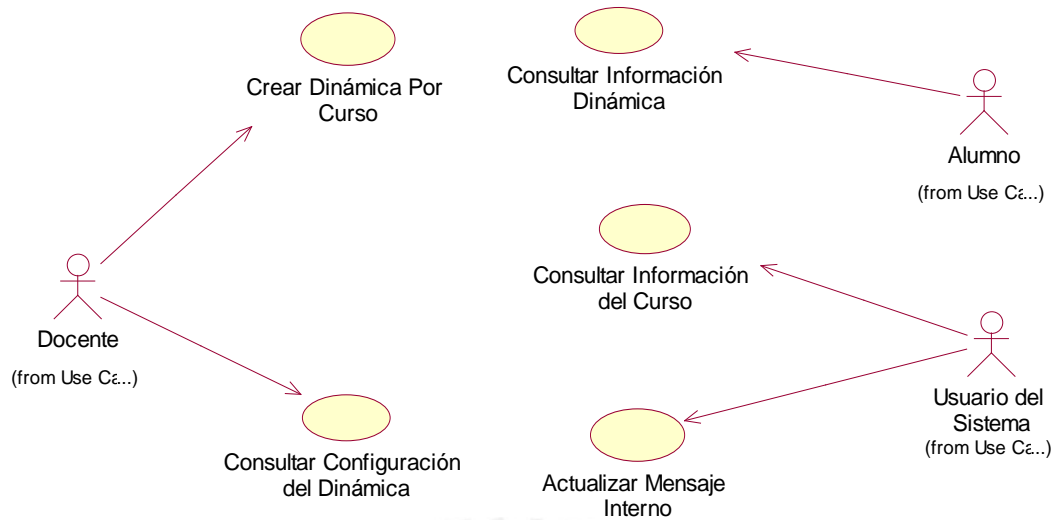 Crear Dinámica Por
Curso
Consultar Información
Dinámica
Alumno
(from Use Ca...)
Consultar Información
del Curso
Docente
(from Use Ca...)
Usuario del
Sistema
(from Use Ca...)
Consultar Configuración
del Dinámica
Actualizar Mensaje
Interno